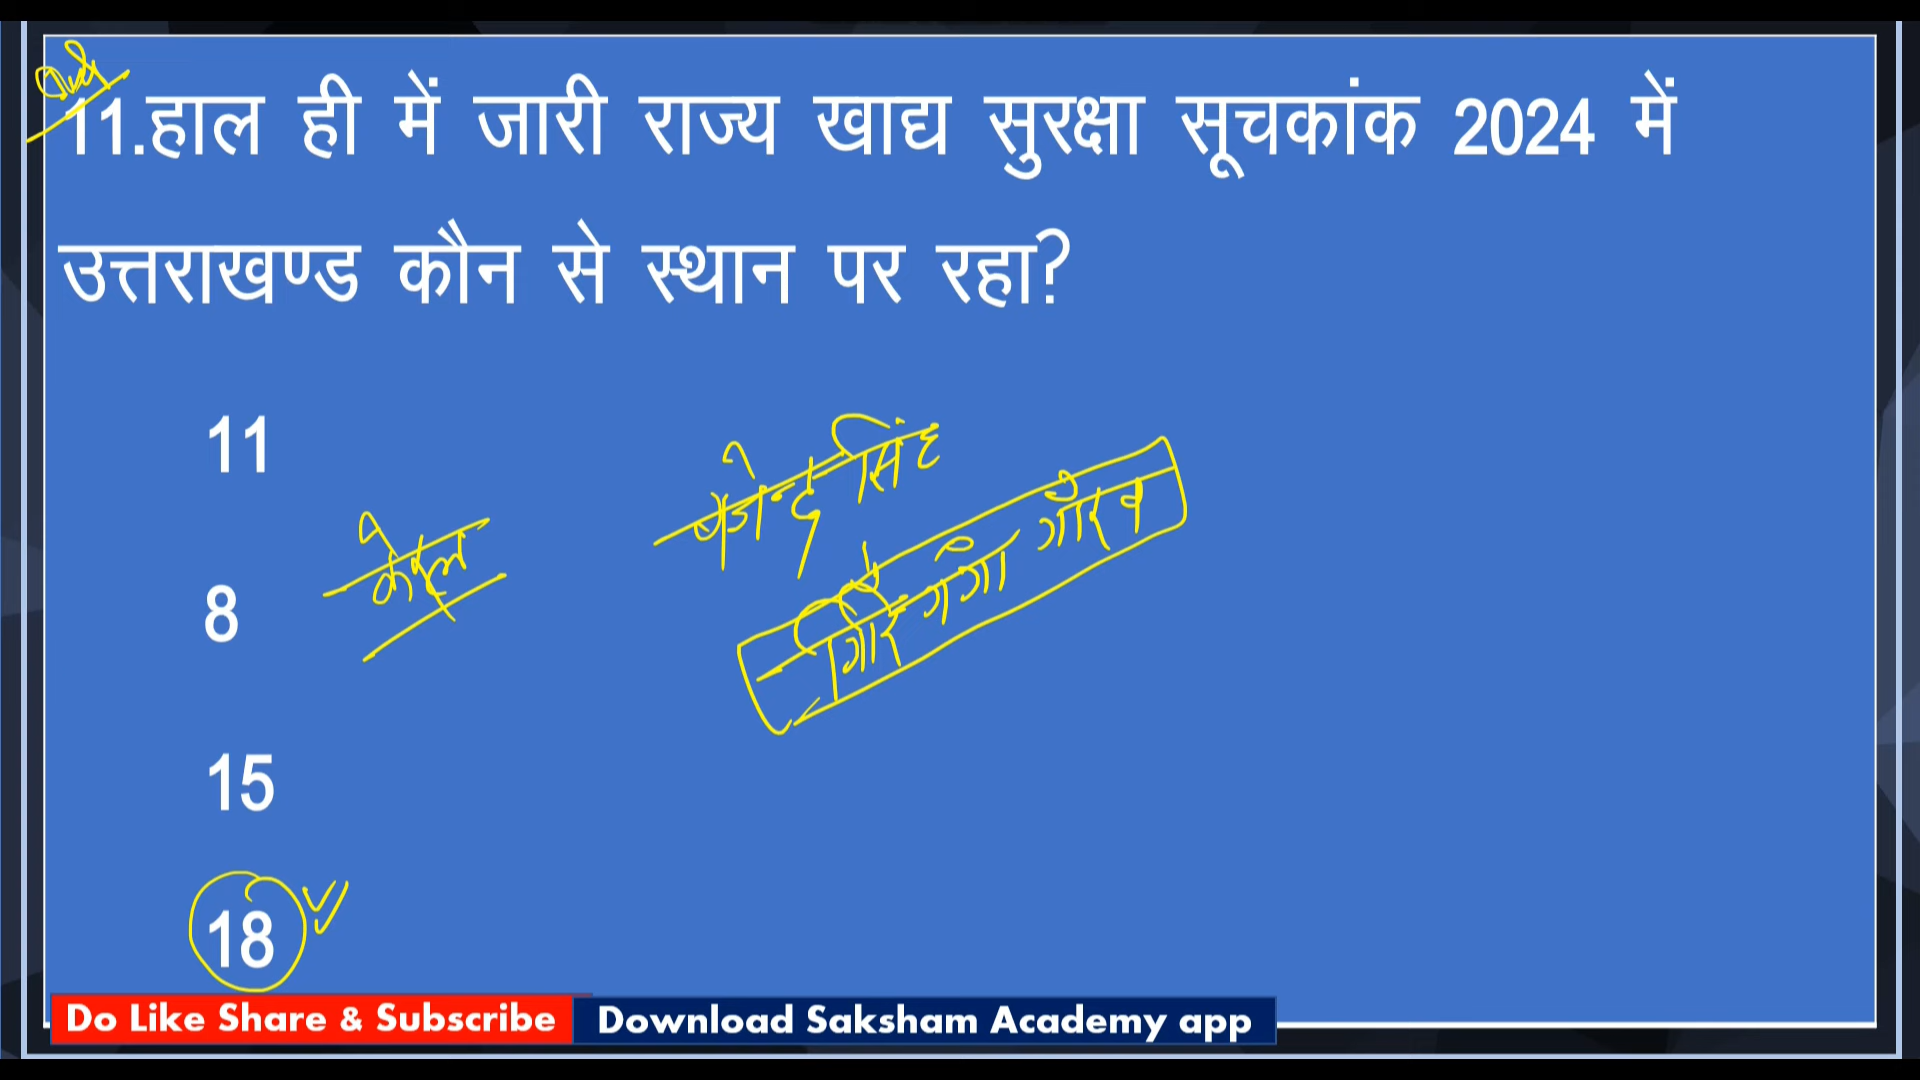 11.हाल ही में जारी राज्य खाद्य सुरक्षा सूचकांक 2024 में
उत्तराखण्ड कौन से स्थान पर रहा?
11
सिंह
गंगा गौरव
8
केरल
15
18
Do Like Share & Subscribe
Download Saksham Academy app